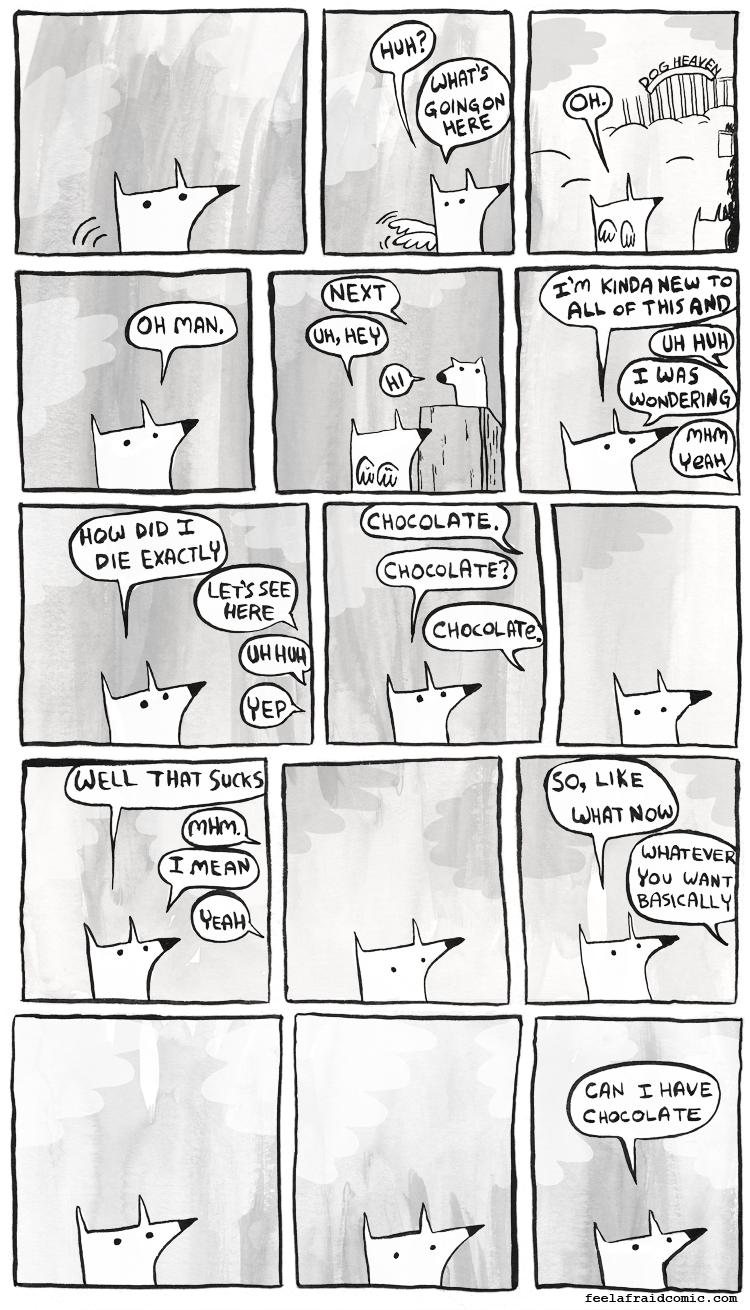 HUH?
WHAT'S
GOING ON
HERE
DOG HEAVEN
OH.
OH MAN.
NEXT
UH, HEY
HI
I'M KINDA NEW TO
ALL OF THIS AND
UH HUH
I WAS
WONDERING
MHM
YEAH
HOW DID I
DIE EXACTLY
LET'S SEE
HERE
UH HUH
YEP
CHOCOLATE.
CHOCOLATE?
CHOCOLATE.
WELL THAT SUCKS
MHM.
I MEAN
YEAH
SO, LIKE
WHAT NOW
WHATEVER
YOU WANT
BASICALLY
CAN I HAVE
CHOCOLATE
feelafraidcomic.com